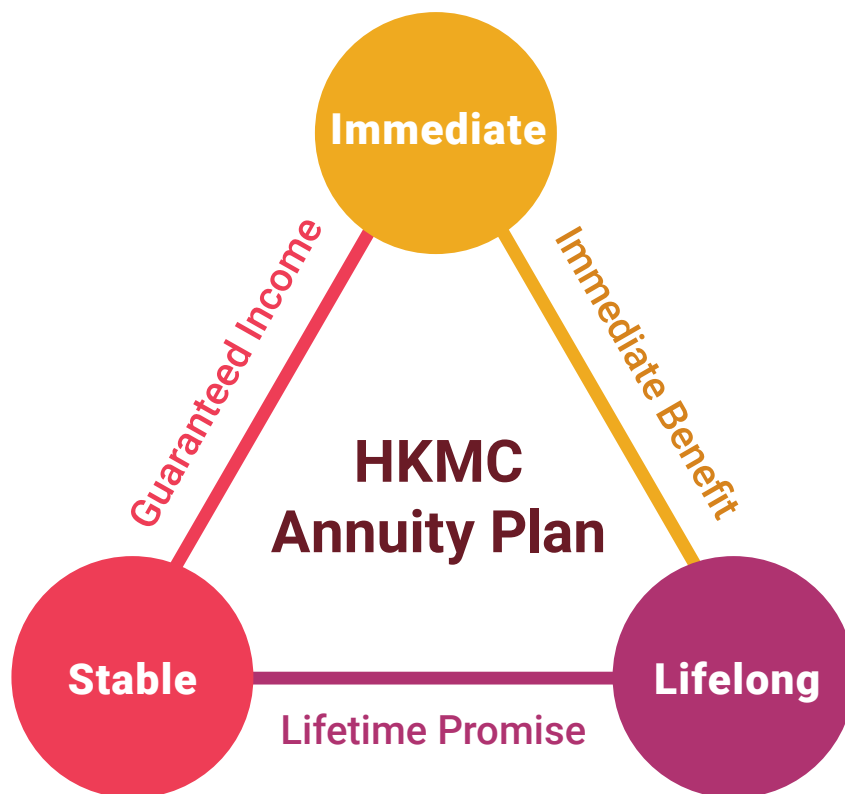 Immediate
Guaranteed Income
Immediate Benefit
HKMC
Annuity Plan
Stable
Lifelong
Lifetime Promise